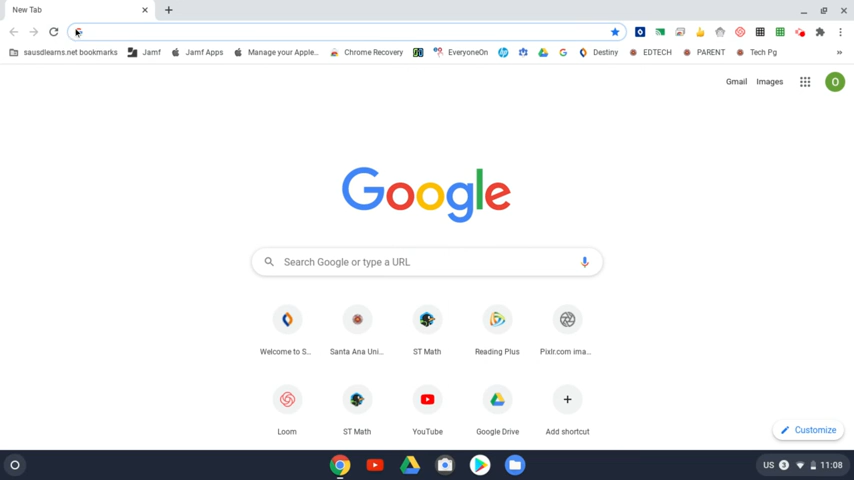 New Tab
sausdlearns.net bookmarks Jamf Jamf Apps Manage your Apple... Chrome Recovery EveryoneOn Destiny EDTECH PARENT Tech Pg »
Gmail Images O
Google
Search Google or type a URL
Welcome to S... Santa Ana Uni... ST Math Reading Plus Pixlr.com ima...
Loom ST Math YouTube Google Drive Add shortcut
Customize
US 3 11:08